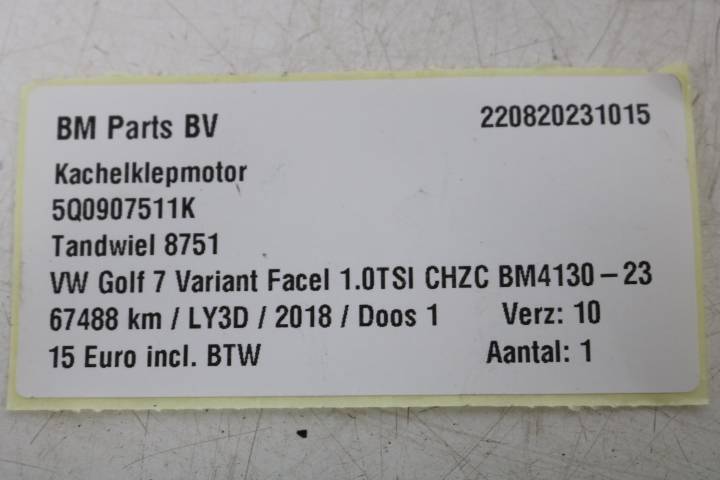 BM Parts BV 220820231015
Kachelklepmotor
5Q0907511K
Tandwiel 8751
VW Golf 7 Variant Facel 1.0TSI CHZC BM4130-23
67488 km / LY3D / 2018 / Doos 1 Verz: 10
15 Euro incl. BTW Aantal: 1